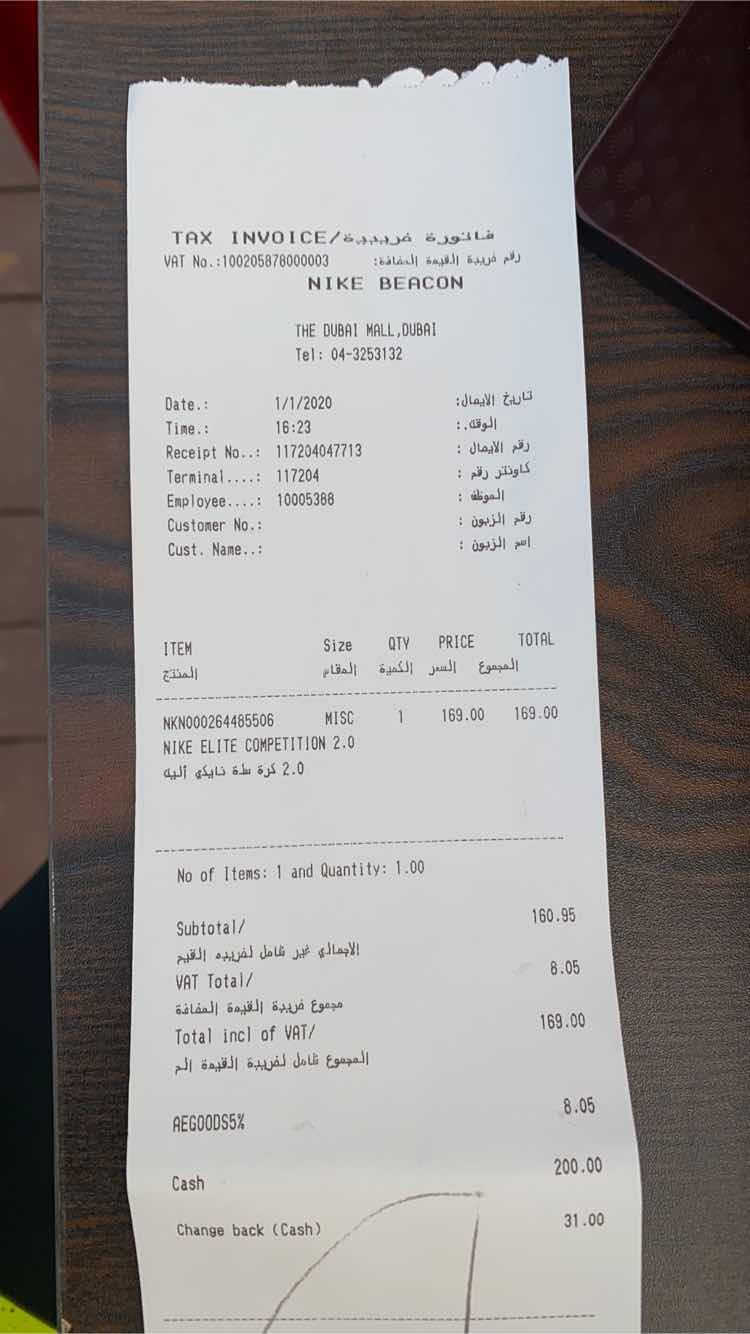 TAX INVOICE/فاتورة ضريبية
VAT No.:100205878000003 رقم ضريبة القيمة المضافة:
NIKE BEACON
THE DUBAI MALL,DUBAI
Tel: 04-3253132
Date.: 1/1/2020 تاريخ الايصال:
Time.: 16:23 الوقت.:
Receipt No..: 117204047713 رقم الايصال :
Terminal....: 117204 كاونتر رقم :
Employee....: 10005388 الموظف :
Customer No.: رقم الزبون :
Cust. Name..: اسم الزبون :
ITEM Size QTY PRICE TOTAL
المنتج المقاس الكمية السعر المجموع
NKN000264485506 MISC 1 169.00 169.00
NIKE ELITE COMPETITION 2.0
كرة سلة نايكي أليت 2.0
No of Items: 1 and Quantity: 1.00
Subtotal/ 160.95
الاجمالي غير شامل لضريبه القيم
VAT Total/ 8.05
مجموع ضريبة القيمة المضافة
Total incl of VAT/ 169.00
المجموع شامل لضريبة القيمة الم
AEGOODS5% 8.05
Cash 200.00
Change back (Cash) 31.00